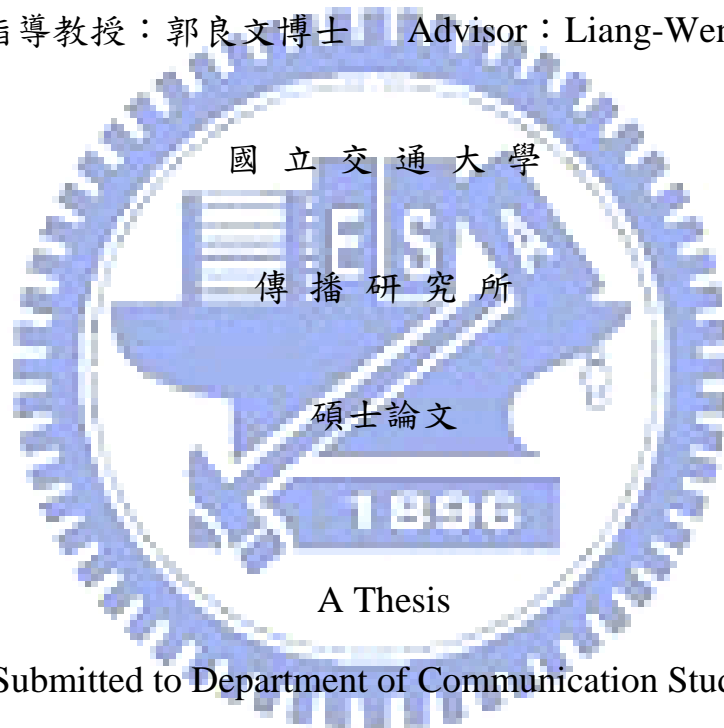 指導教授：郭良文博士 Advisor：Liang-Wen
國 立 交 通 大 學
E S A
傳 播 研 究 所
碩士論文
1896
A Thesis
Submitted to Department of Communication Stud